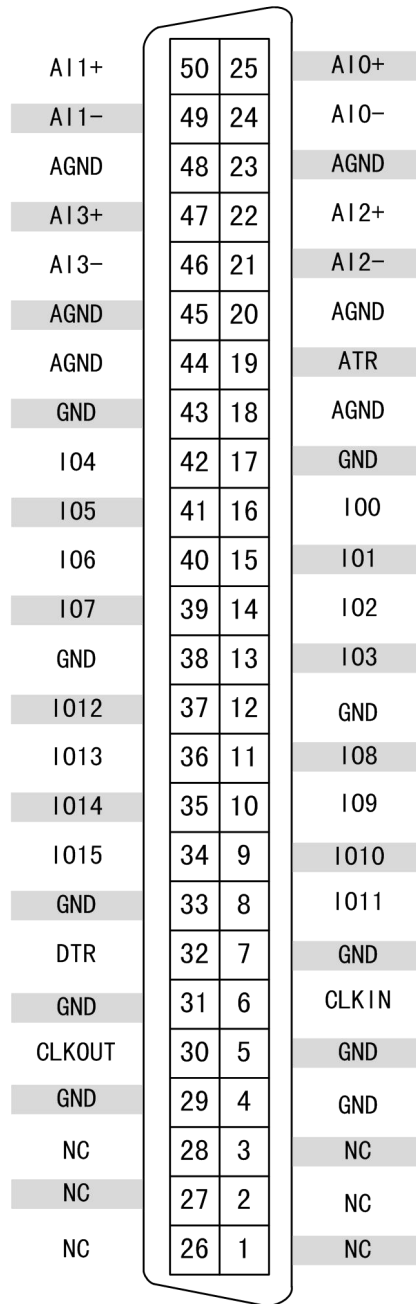 AI1+ 50 25 AI0+
AI1- 49 24 AI0-
AGND 48 23 AGND
AI3+ 47 22 AI2+
AI3- 46 21 AI2-
AGND 45 20 AGND
AGND 44 19 ATR
GND 43 18 AGND
IO4 42 17 GND
IO5 41 16 IO0
IO6 40 15 IO1
IO7 39 14 IO2
GND 38 13 IO3
IO12 37 12 GND
IO13 36 11 IO8
IO14 35 10 IO9
IO15 34 9 IO10
GND 33 8 IO11
DTR 32 7 GND
GND 31 6 CLKIN
CLKOUT 30 5 GND
GND 29 4 GND
NC 28 3 NC
NC 27 2 NC
NC 26 1 NC